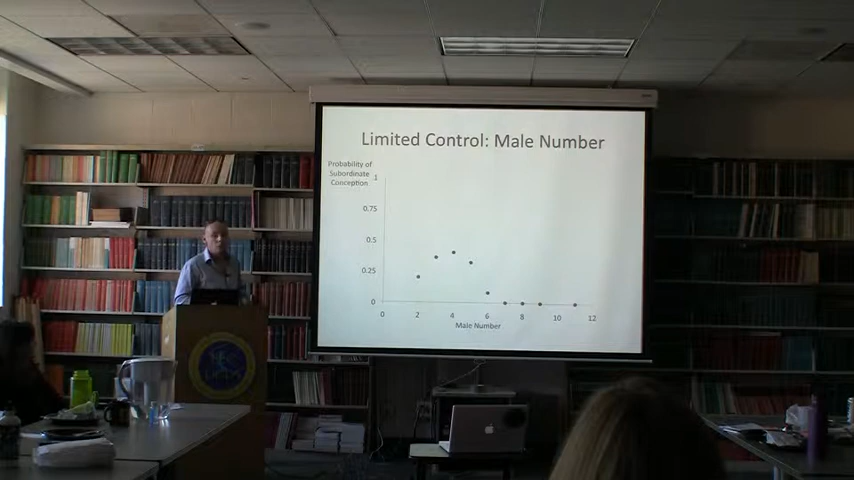 Limited Control: Male Number
Probability of
Subordinate
Conception
1
0.75
0.5
0.25
0
0 2 4 6 8 10 12
Male Number